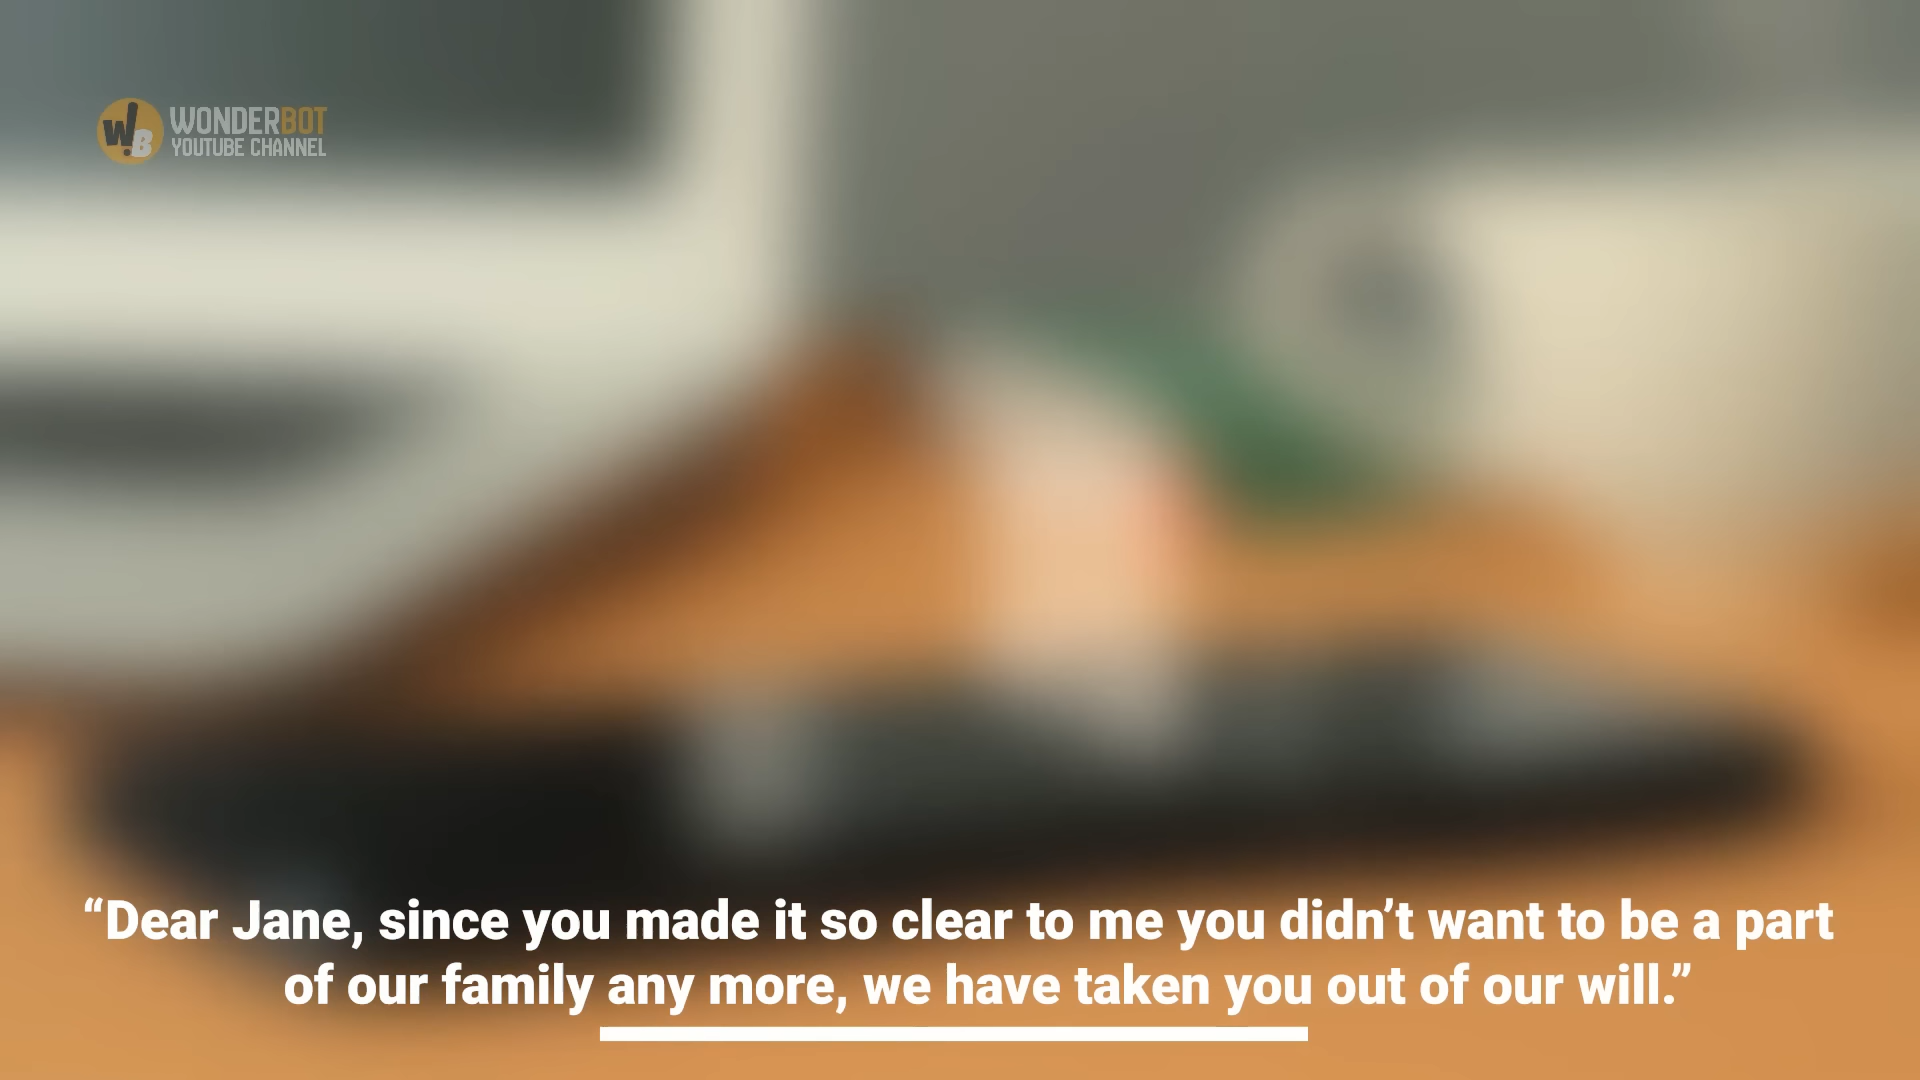 W!B
WONDERBOT
YOUTUBE CHANNEL
“Dear Jane, since you made it so clear to me you didn’t want to be a part
of our family any more, we have taken you out of our will.”